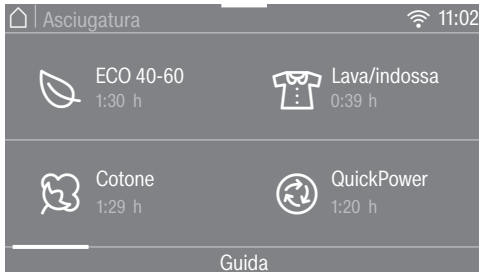 Asciugatura 11:02
ECO 40-60 Lava/indossa
1:30 h 0:39 h
Cotone QuickPower
1:29 h 1:20 h
Guida